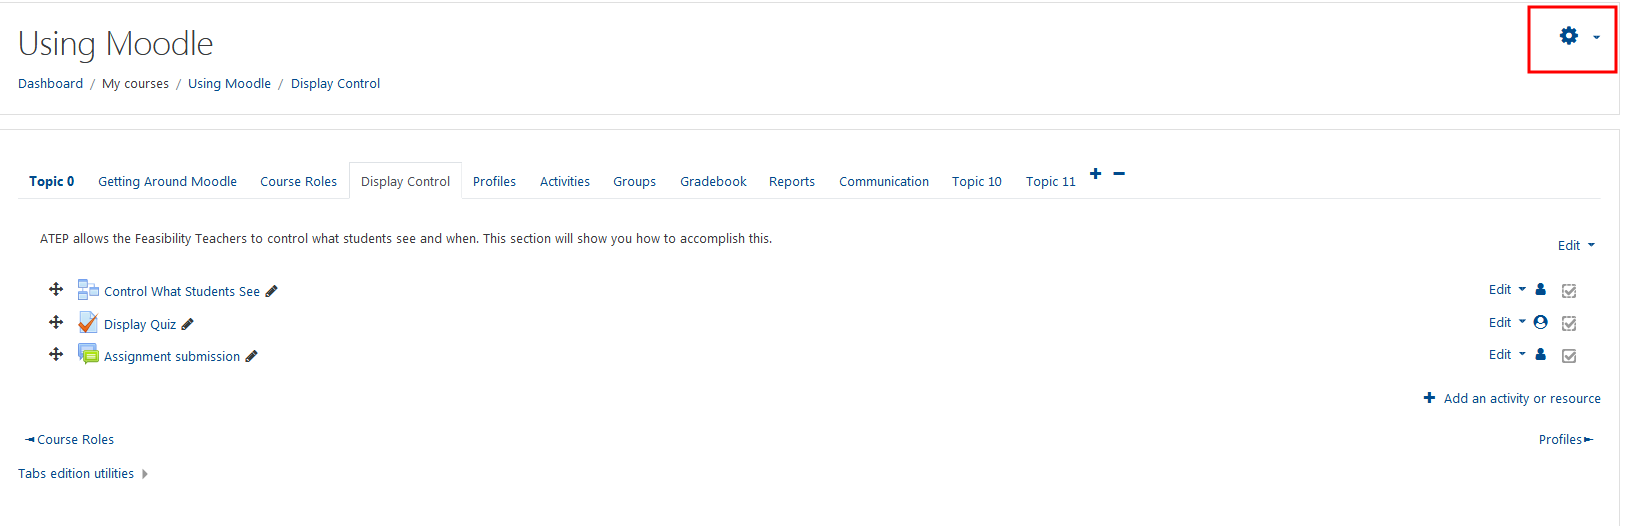 Using Moodle
Dashboard / My courses / Using Moodle / Display Control
Topic 0 Getting Around Moodle Course Roles Display Control Profiles Activities Groups Gradebook Reports Communication Topic 10 Topic 11
ATEP allows the Feasibility Teachers to control what students see and when. This section will show you how to accomplish this.
Edit
Control What Students See Edit
Display Quiz Edit
Assignment submission Edit
Add an activity or resource
Course Roles Profiles
Tabs edition utilities